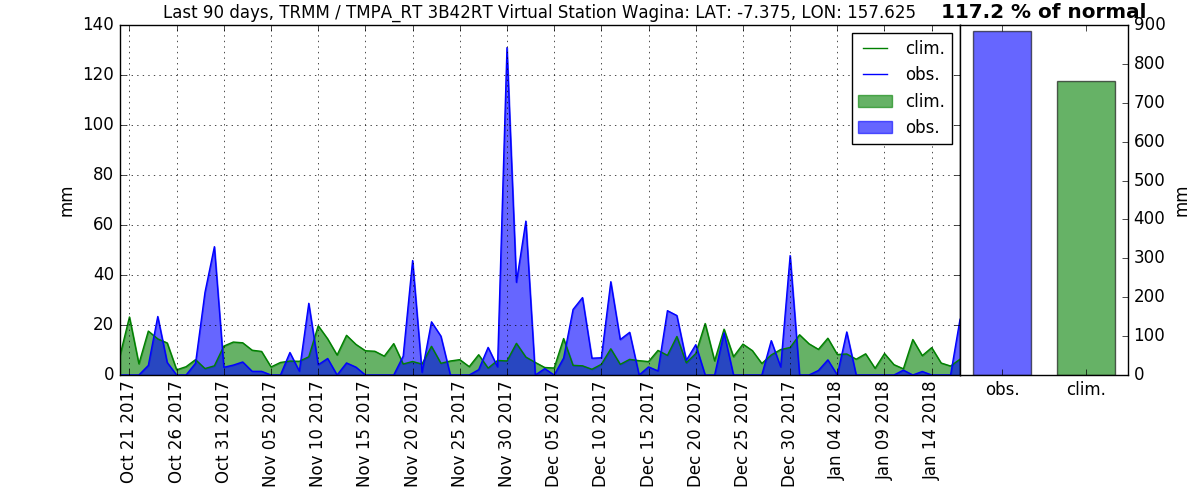 Last 90 days, TRMM / TMPA_RT 3B42RT Virtual Station Wagina: LAT: -7.375, LON: 157.625
117.2 % of normal
140
120
100
80
60
40
20
0
mm
clim.
obs.
clim.
obs.
900
800
700
600
500
400
300
200
100
0
mm
Oct 21 2017
Oct 26 2017
Oct 31 2017
Nov 05 2017
Nov 10 2017
Nov 15 2017
Nov 20 2017
Nov 25 2017
Nov 30 2017
Dec 05 2017
Dec 10 2017
Dec 15 2017
Dec 20 2017
Dec 25 2017
Dec 30 2017
Jan 04 2018
Jan 09 2018
Jan 14 2018
obs.
clim.